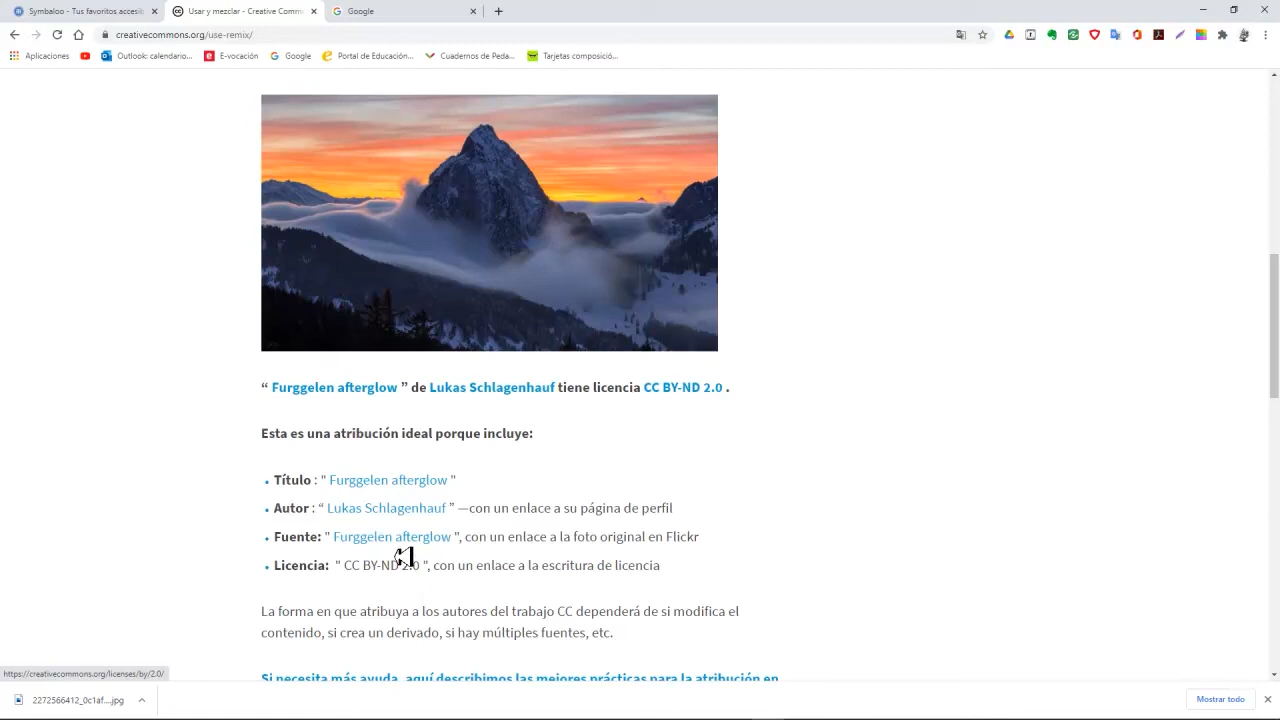 Symbaloo - Tus favoritos accesib
Usar y mezclar - Creative Comm
Google
creativecommons.org/use-remix/
Aplicaciones
Outlook: calendario...
E-vocación
Google
Portal de Educación...
Cuadernos de Peda...
Tarjetas composició...
“ Furggelen afterglow ” de Lukas Schlagenhauf tiene licencia CC BY-ND 2.0 .
Esta es una atribución ideal porque incluye:
• Título : " Furggelen afterglow "
• Autor : “ Lukas Schlagenhauf ” —con un enlace a su página de perfil
• Fuente: " Furggelen afterglow ", con un enlace a la foto original en Flickr
• Licencia: " CC BY-ND 2.0 ", con un enlace a la escritura de licencia
La forma en que atribuya a los autores del trabajo CC dependerá de si modifica el
contenido, si crea un derivado, si hay múltiples fuentes, etc.
Si necesita más ayuda, aquí describimos las mejores prácticas para la atribución en
https://creativecommons.org/licenses/by/2.0/
2272566412_0c1af....jpg
Mostrar todo